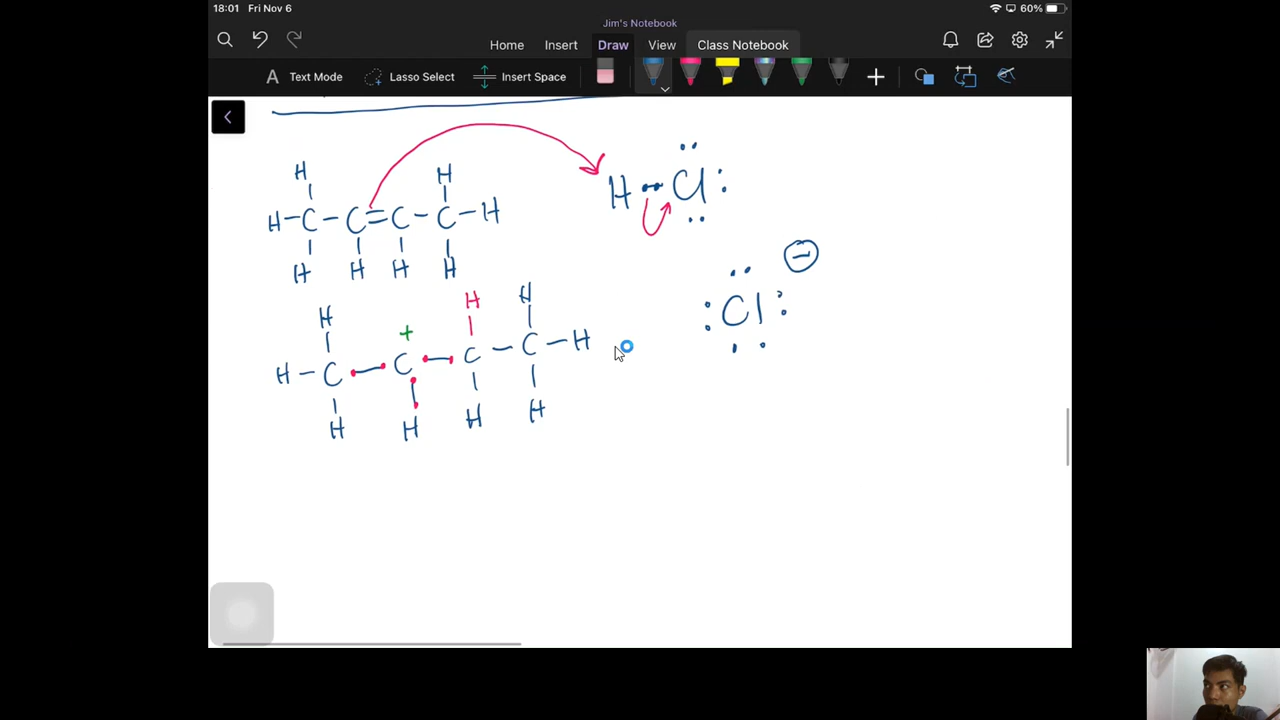 18:01 Fri Nov 6
60%
Jim's Notebook
Home Insert Draw View Class Notebook
Text Mode Lasso Select Insert Space
H H
H–C–C=C–C–H H··Cl
H H H H
Cl −
H + H H
H–C–C–C–C–H
H H H H